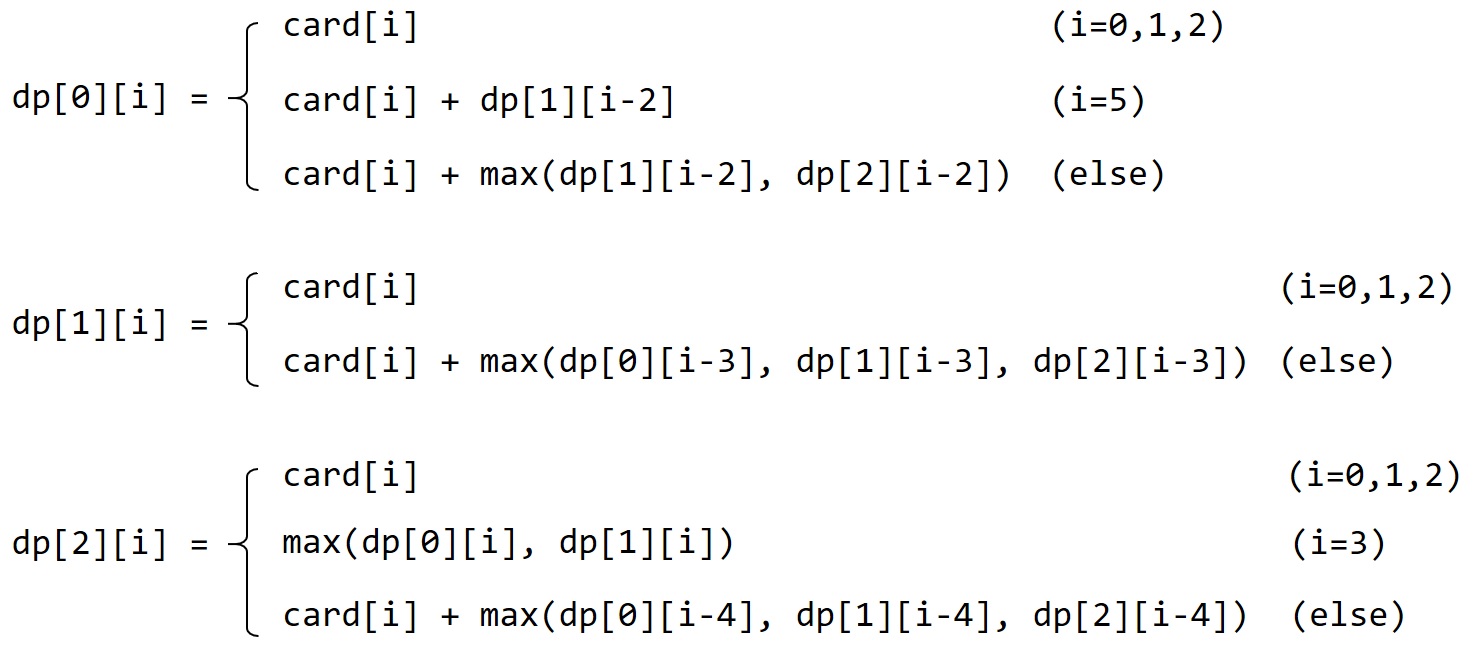 card[i] (i=0,1,2)
dp[0][i] = card[i] + dp[1][i-2] (i=5)
card[i] + max(dp[1][i-2], dp[2][i-2]) (else)
card[i] (i=0,1,2)
dp[1][i] =
card[i] + max(dp[0][i-3], dp[1][i-3], dp[2][i-3]) (else)
card[i] (i=0,1,2)
dp[2][i] = max(dp[0][i], dp[1][i]) (i=3)
card[i] + max(dp[0][i-4], dp[1][i-4], dp[2][i-4]) (else)